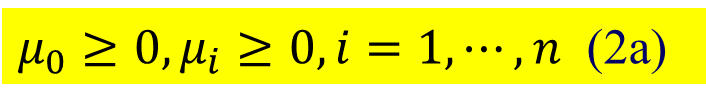 μ₀ ≥ 0, μᵢ ≥ 0, i = 1, ⋯ , n (2a)